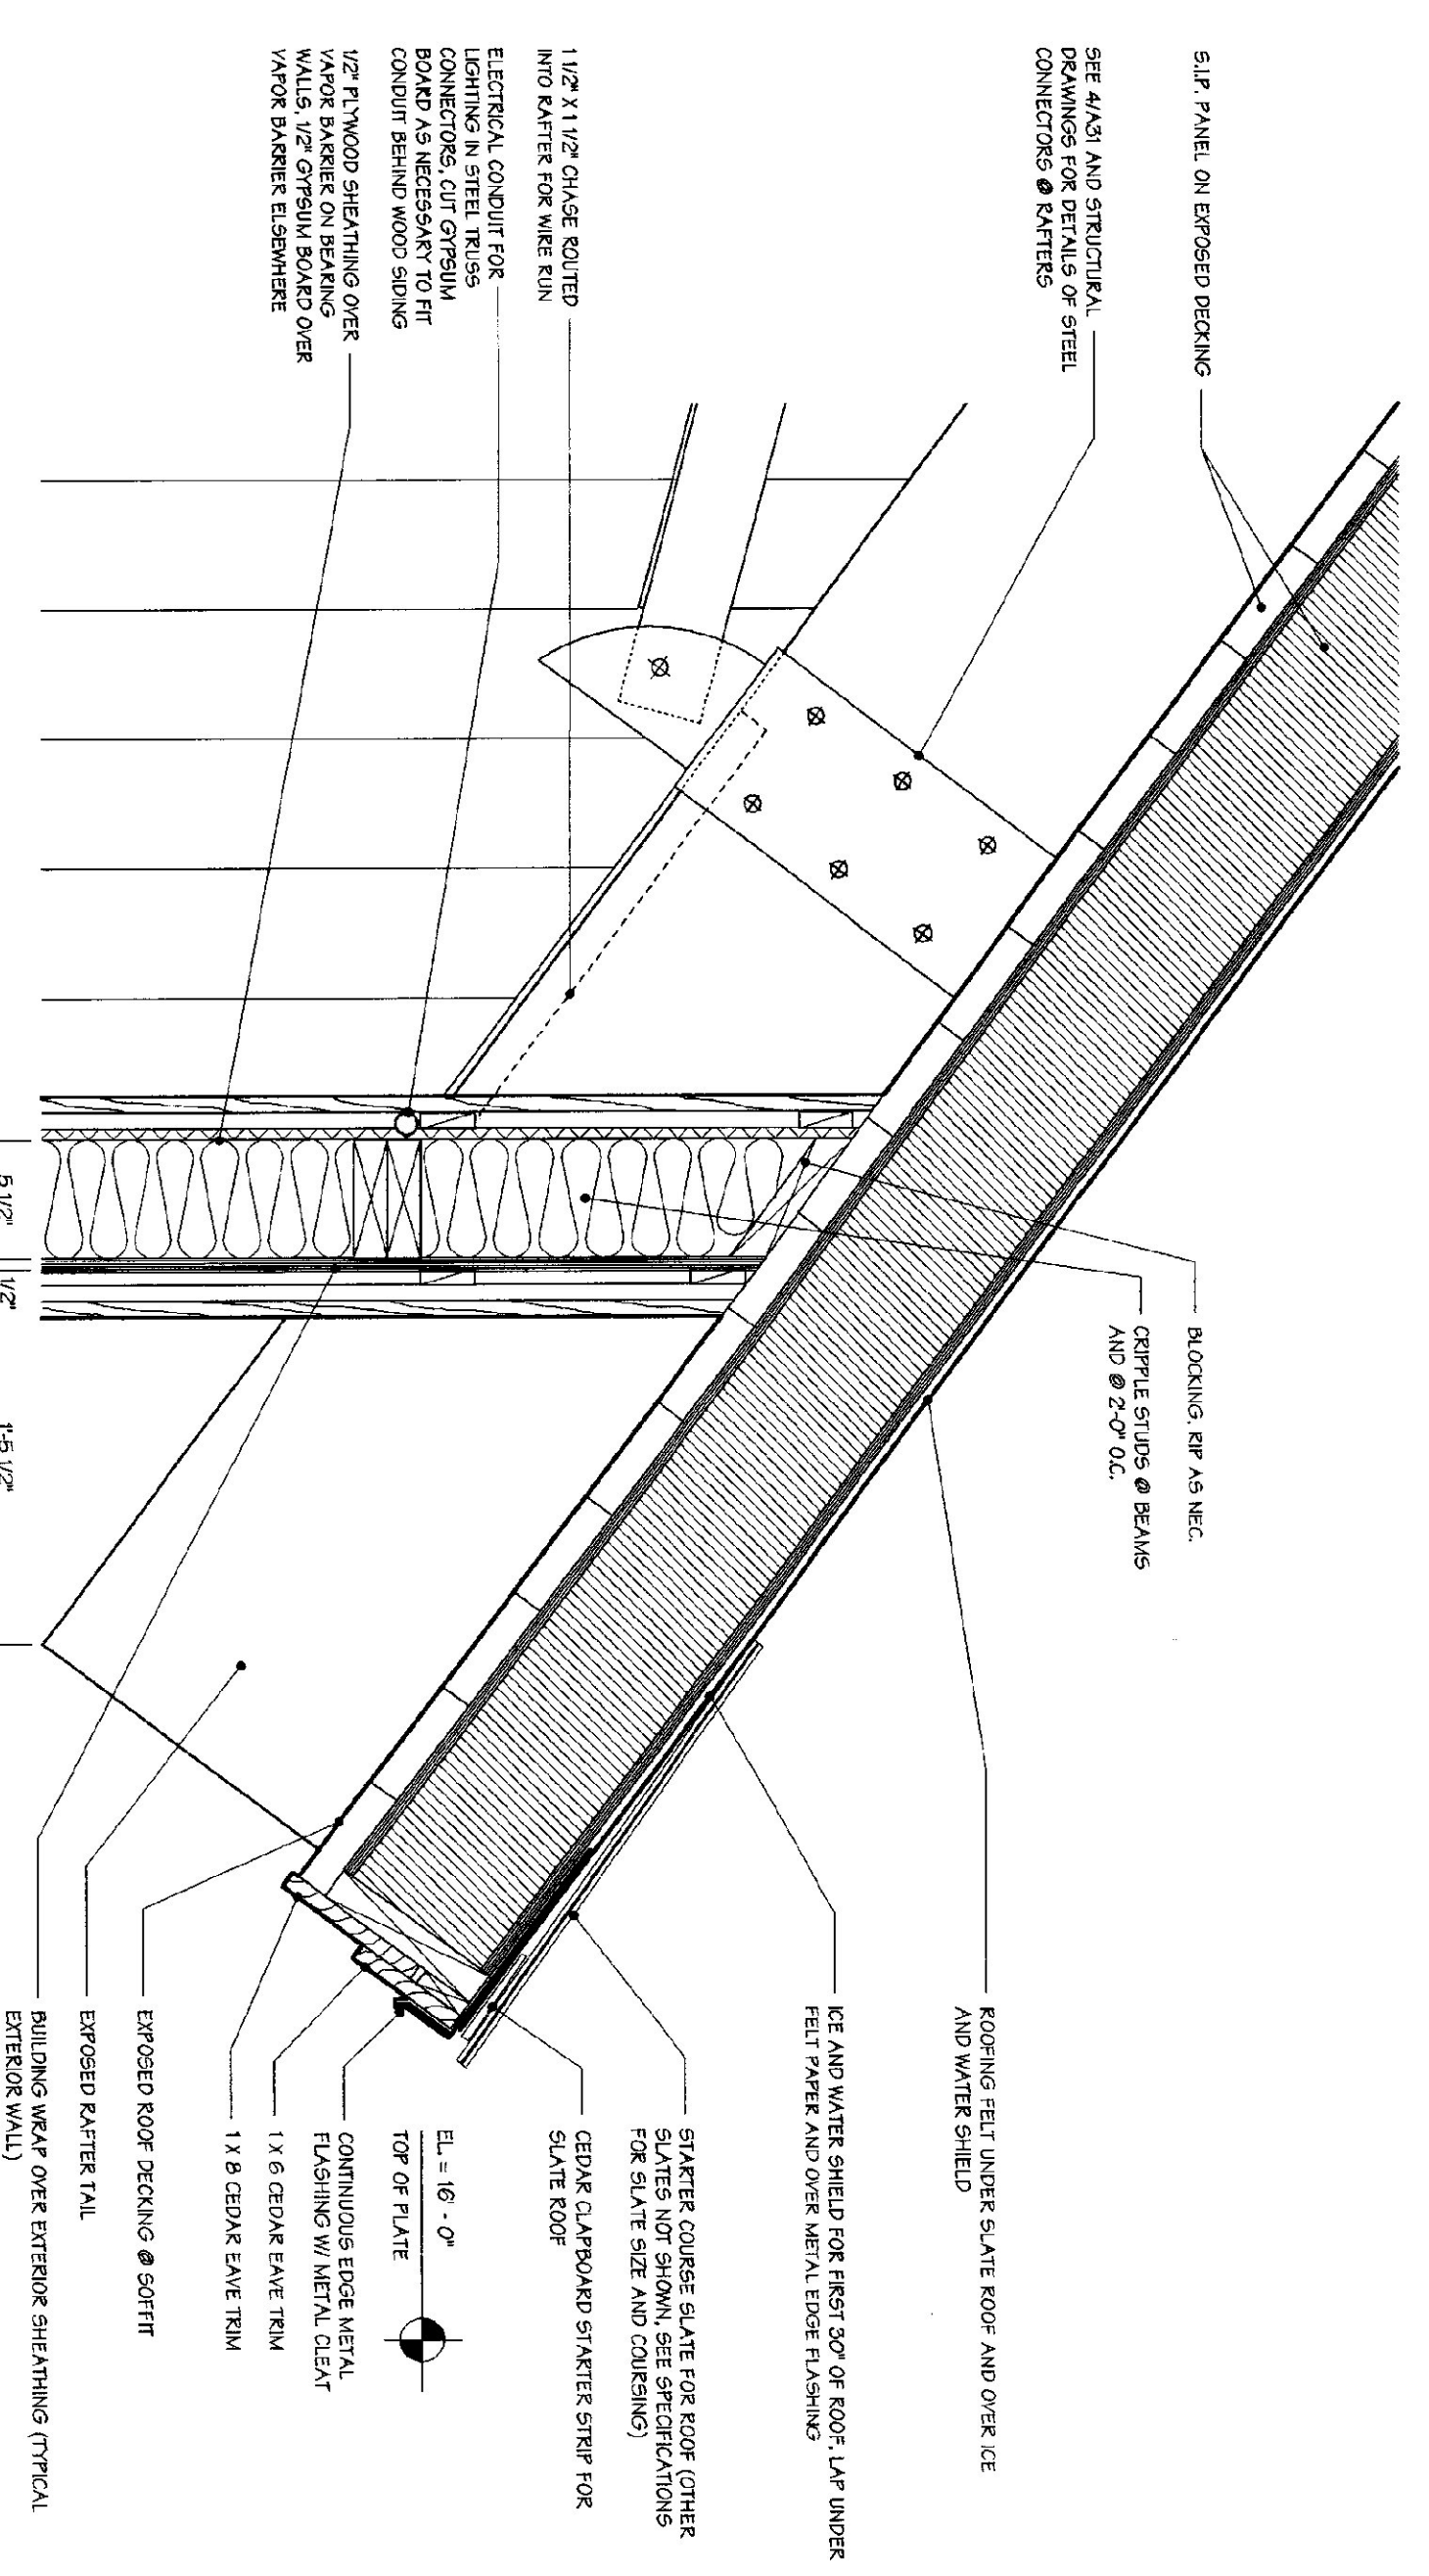 S.I.P. PANEL ON EXPOSED DECKING
SEE 4/A31 AND STRUCTURAL
DRAWINGS FOR DETAILS OF STEEL
CONNECTORS @ RAFTERS
1 1/2" X 1 1/2" CHASE ROUTED
INTO RAFTER FOR WIRE RUN
ELECTRICAL CONDUIT FOR
LIGHTING IN STEEL TRUSS
CONNECTORS, CUT GYPSUM
BOARD AS NECESSARY TO FIT
CONDUIT BEHIND WOOD SIDING
1/2" PLYWOOD SHEATHING OVER
VAPOR BARRIER ON BEARING
WALLS, 1/2" GYPSUM BOARD OVER
VAPOR BARRIER ELSEWHERE
5 1/2"
1/2"
1'-5 1/2"
BLOCKING, RIP AS NEC.
CRIPPLE STUDS @ BEAMS
AND @ 2'-0" O.C.
ROOFING FELT UNDER SLATE ROOF AND OVER ICE
AND WATER SHIELD
ICE AND WATER SHIELD FOR FIRST 30" OF ROOF, LAP UNDER
FELT PAPER AND OVER METAL EDGE FLASHING
STARTER COURSE SLATE FOR ROOF (OTHER
SLATES NOT SHOWN, SEE SPECIFICATIONS
FOR SLATE SIZE AND COURSING)
CEDAR CLAPBOARD STARTER STRIP FOR
SLATE ROOF
EL. = 16' - 0"
TOP OF PLATE
CONTINUOUS EDGE METAL
FLASHING W/ METAL CLEAT
1 X 6 CEDAR EAVE TRIM
1 X 8 CEDAR EAVE TRIM
EXPOSED ROOF DECKING @ SOFFIT
EXPOSED RAFTER TAIL
BUILDING WRAP OVER EXTERIOR SHEATHING (TYPICAL
EXTERIOR WALL)